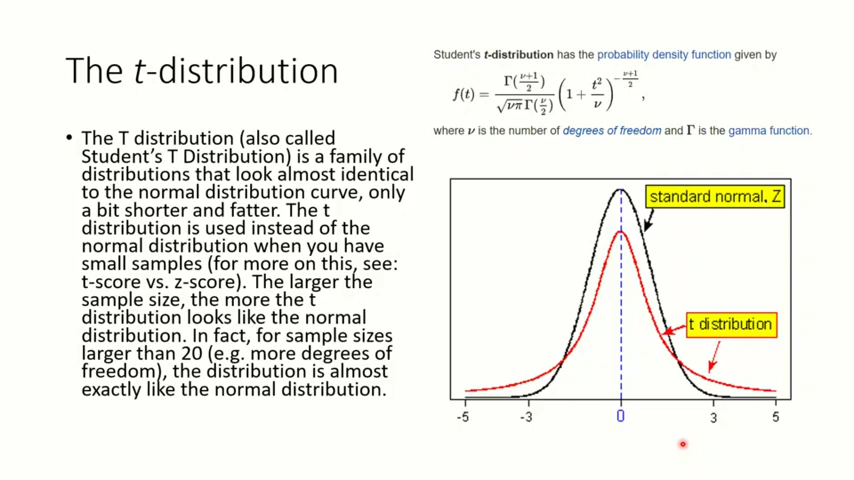 The t-distribution
• The T distribution (also called
Student's T Distribution) is a family of
distributions that look almost identical
to the normal distribution curve, only
a bit shorter and fatter. The t
distribution is used instead of the
normal distribution when you have
small samples (for more on this, see:
t-score vs. z-score). The larger the
sample size, the more the t
distribution looks like the normal
distribution. In fact, for sample sizes
larger than 20 (e.g. more degrees of
freedom), the distribution is almost
exactly like the normal distribution.
Student's t-distribution has the probability density function given by
f(t) = Γ((ν+1)/2) / (√(νπ) Γ(ν/2)) (1 + t²/ν)^(−(ν+1)/2),
where ν is the number of degrees of freedom and Γ is the gamma function.
standard normal, Z
t distribution
-5 -3 0 3 5